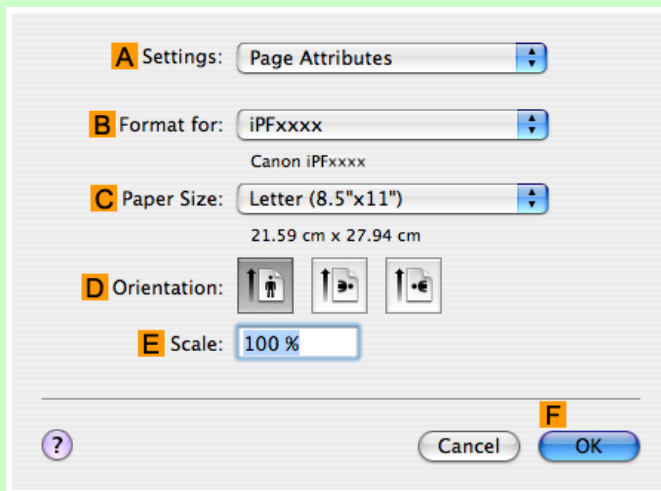 A Settings: Page Attributes
B Format for: iPFxxxx
Canon iPFxxxx
C Paper Size: Letter (8.5"x11")
21.59 cm x 27.94 cm
D Orientation:
E Scale: 100 %
F
? Cancel OK